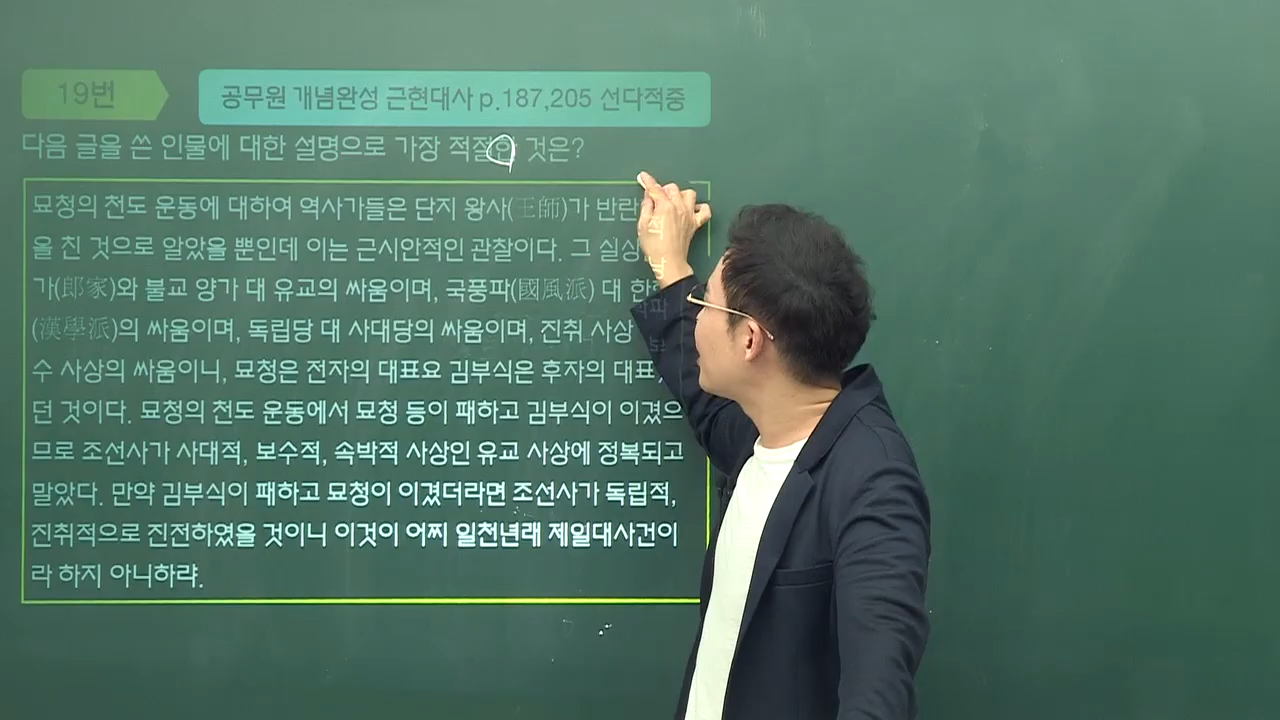 19번
공무원 개념완성 근현대사 p.187,205 선다적중
다음 글을 쓴 인물에 대한 설명으로 가장 적절한 것은?
묘청의 천도 운동에 대하여 역사가들은 단지 왕사(王師)가 반란 적
을 친 것으로 알았을 뿐인데 이는 근시안적인 관찰이다. 그 실상 낭
가(郎家)와 불교 양가 대 유교의 싸움이며, 국풍파(國風派) 대 한학파
(漢學派)의 싸움이며, 독립당 대 사대당의 싸움이며, 진취 사상 보
수 사상의 싸움이니, 묘청은 전자의 대표요 김부식은 후자의 대표
던 것이다. 묘청의 천도 운동에서 묘청 등이 패하고 김부식이 이겼으
므로 조선사가 사대적, 보수적, 속박적 사상인 유교 사상에 정복되고
말았다. 만약 김부식이 패하고 묘청이 이겼더라면 조선사가 독립적,
진취적으로 진전하였을 것이니 이것이 어찌 일천년래 제일대사건이
라 하지 아니하랴.